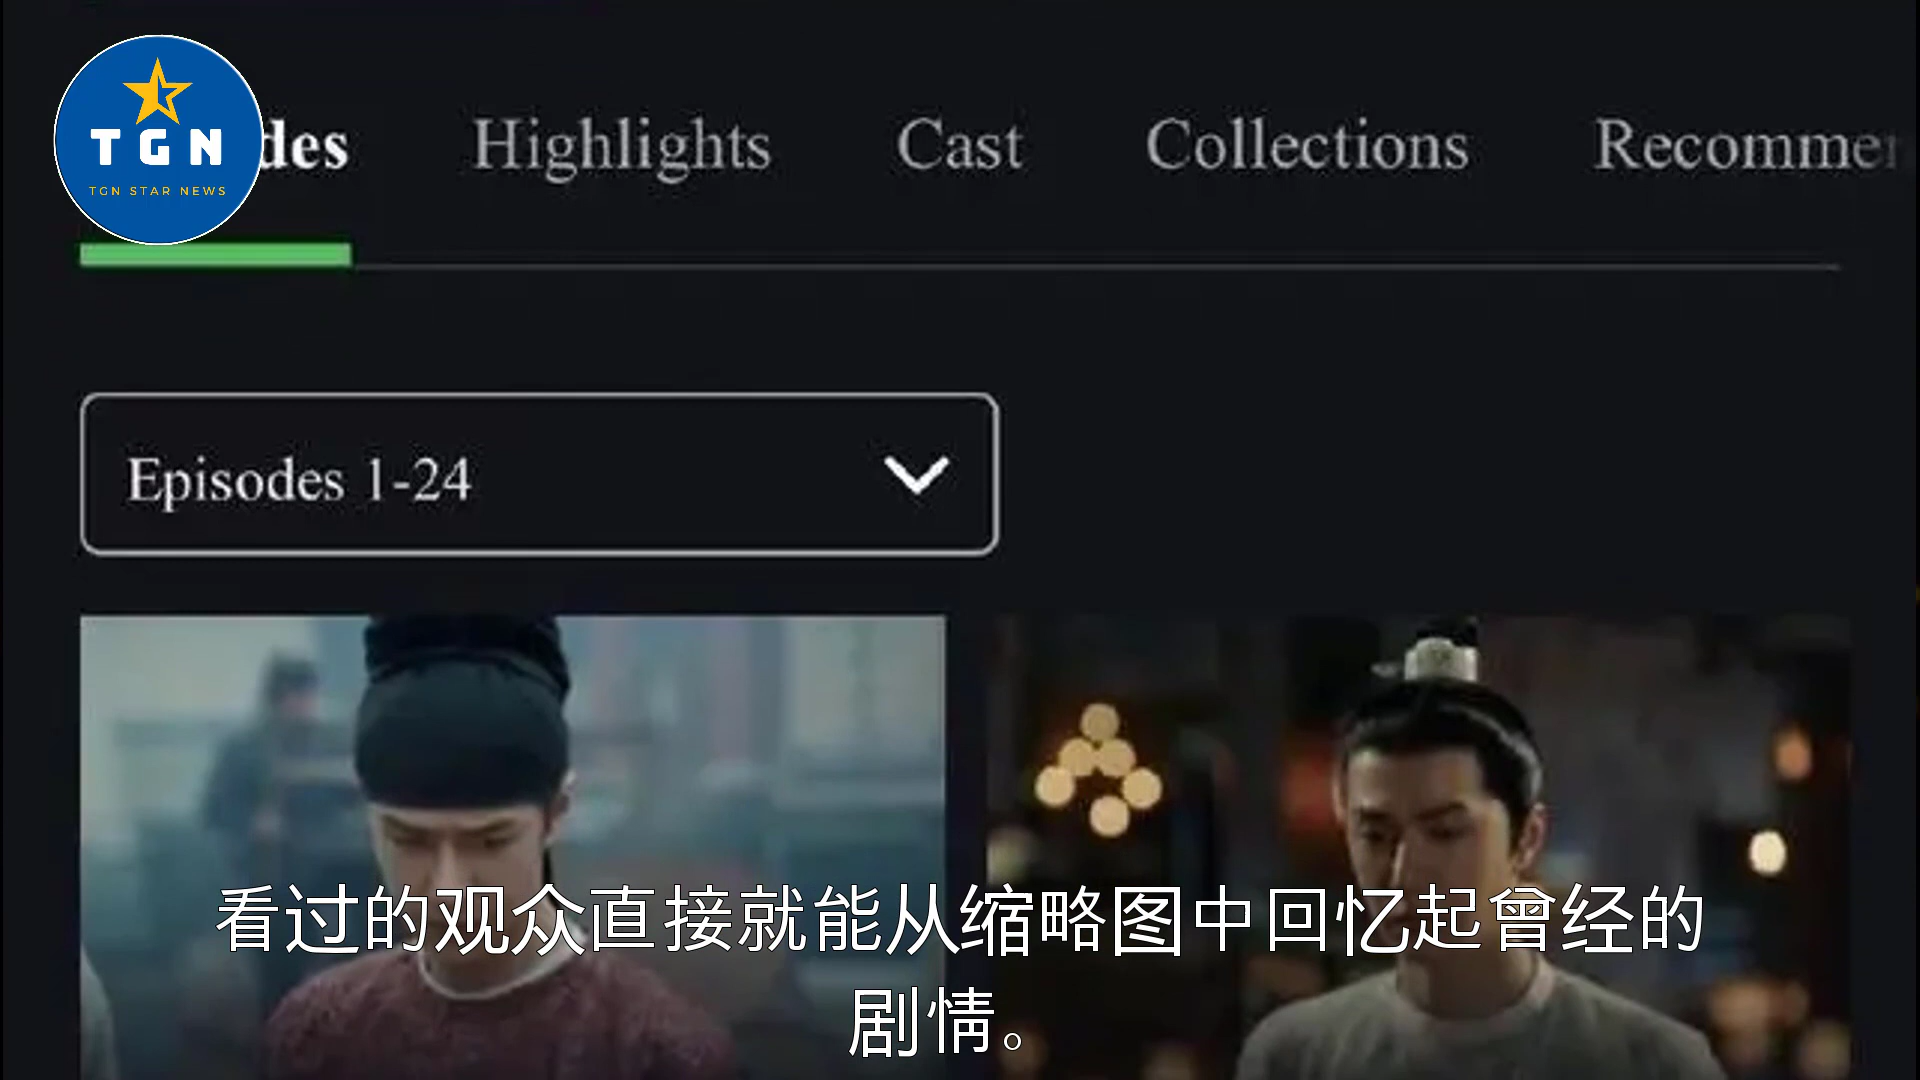 TGN
TGN STAR NEWS
des
Highlights
Cast
Collections
Recommen
Episodes 1-24
看过的观众直接就能从缩略图中回忆起曾经的
剧情。